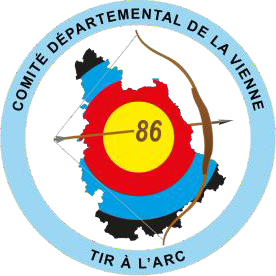 COMITÉ DÉPARTEMENTAL DE LA VIENNE
86
TIR À L'ARC